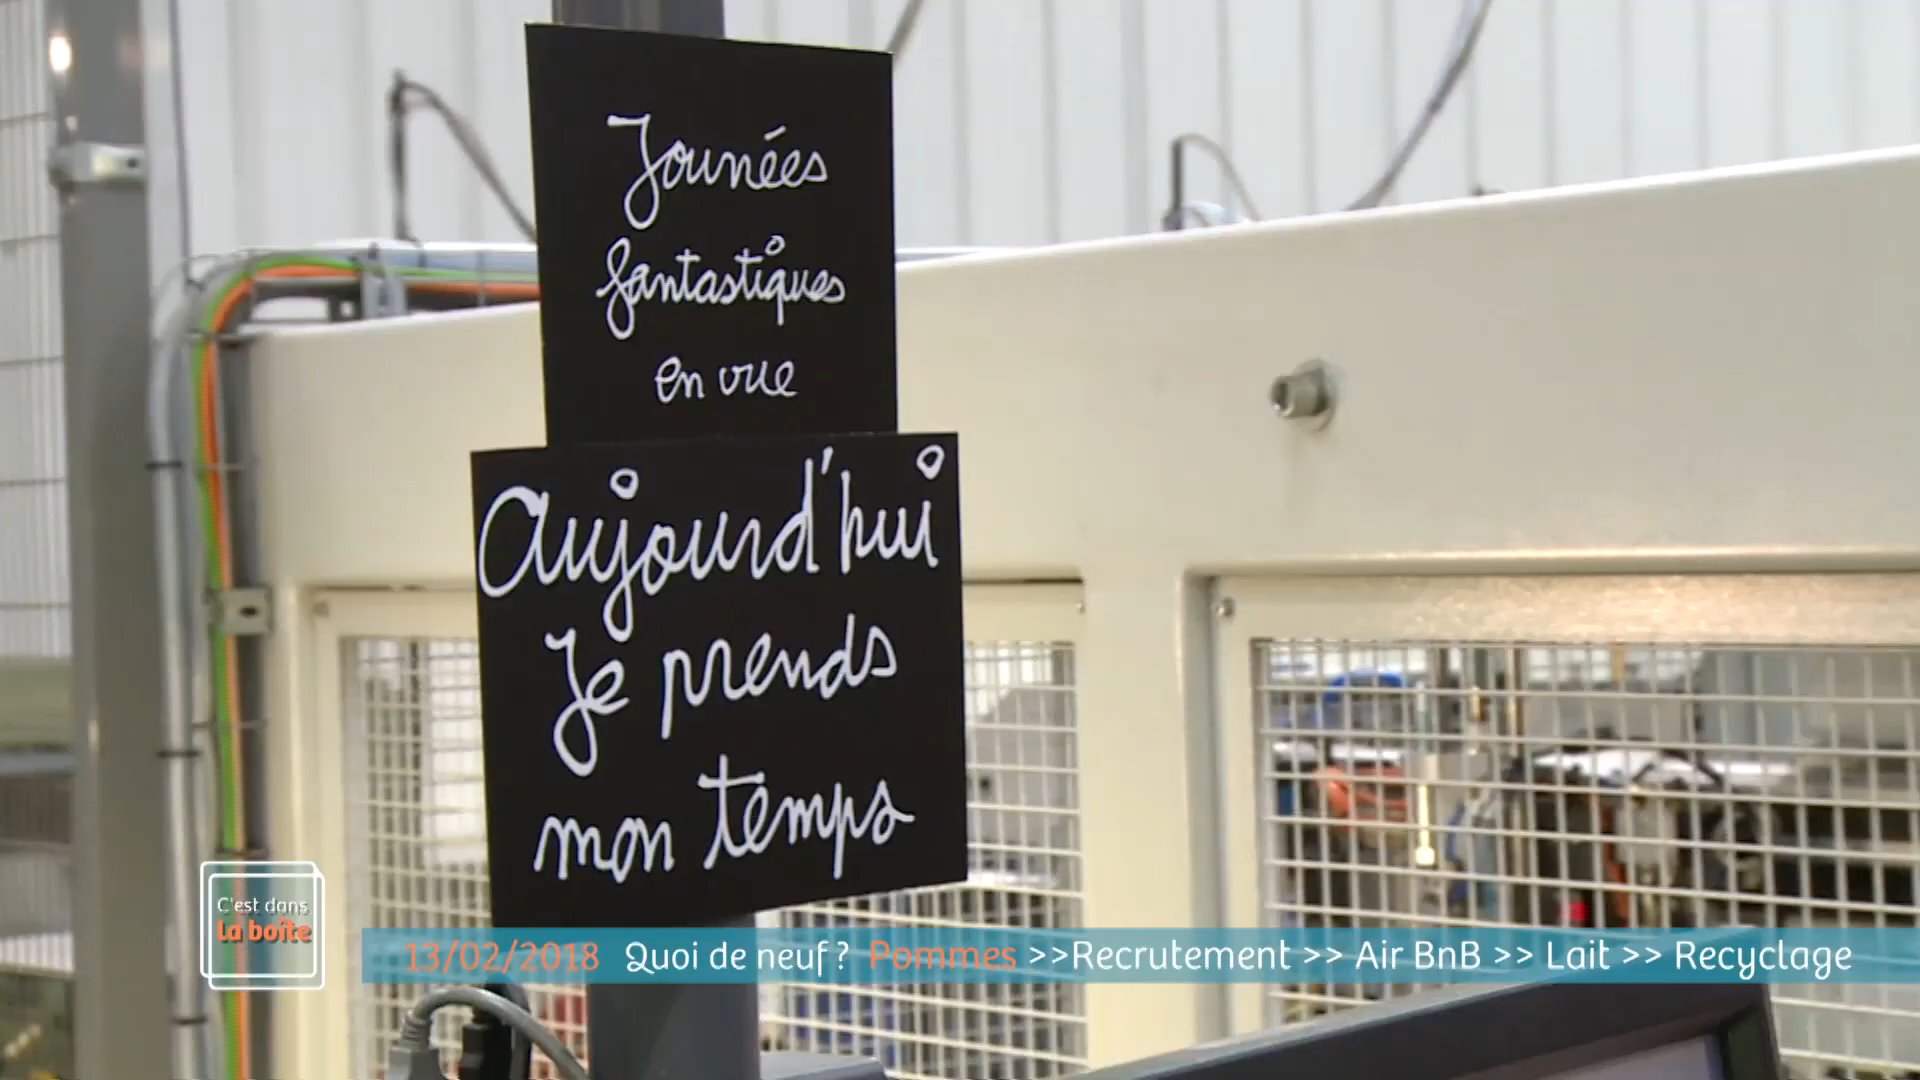 Jounées
fantastiques
en vue
Aujourd'hui
Je prends
mon temps
C'est dans
La boîte
13/02/2018 Quoi de neuf ? Pommes >>Recrutement >> Air BnB >> Lait >> Recyclage